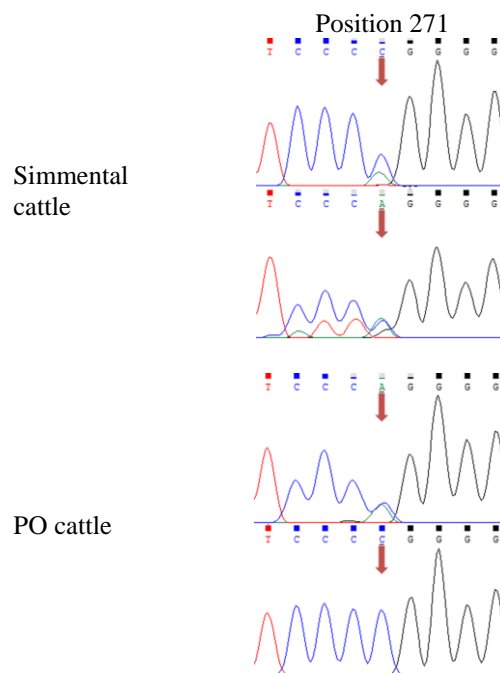 Position 271
T C C C C G G G G
Simmental
cattle
T C C C A G G G G
T C C C A G G G G
PO cattle
T C C C C G G G G